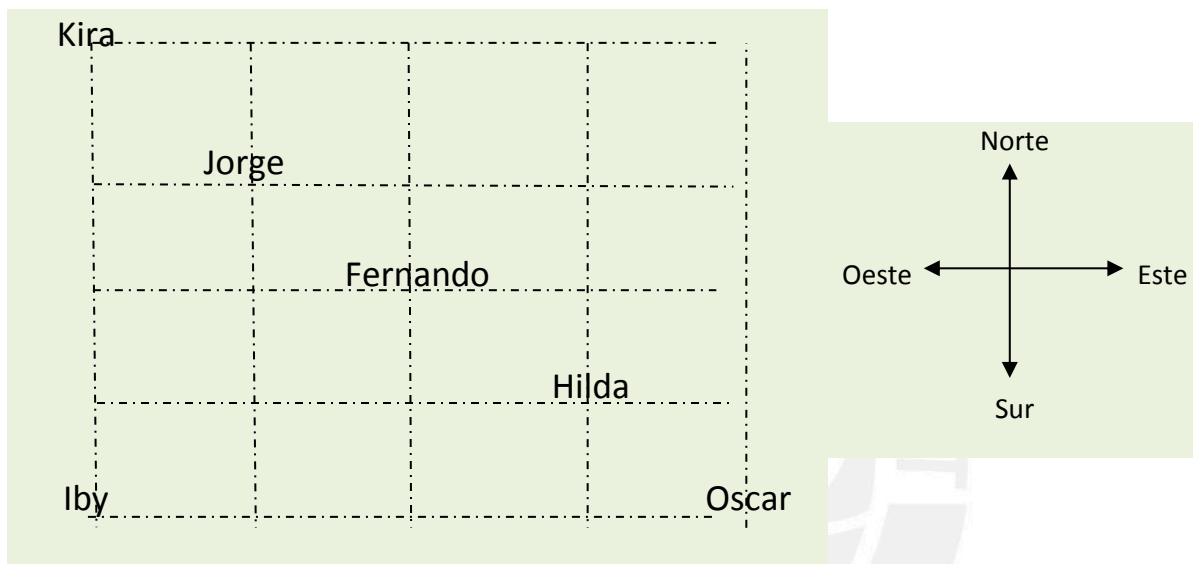 Kira
Jorge
Fernando
Hilda
Iby
Oscar
Norte
Oeste
Este
Sur